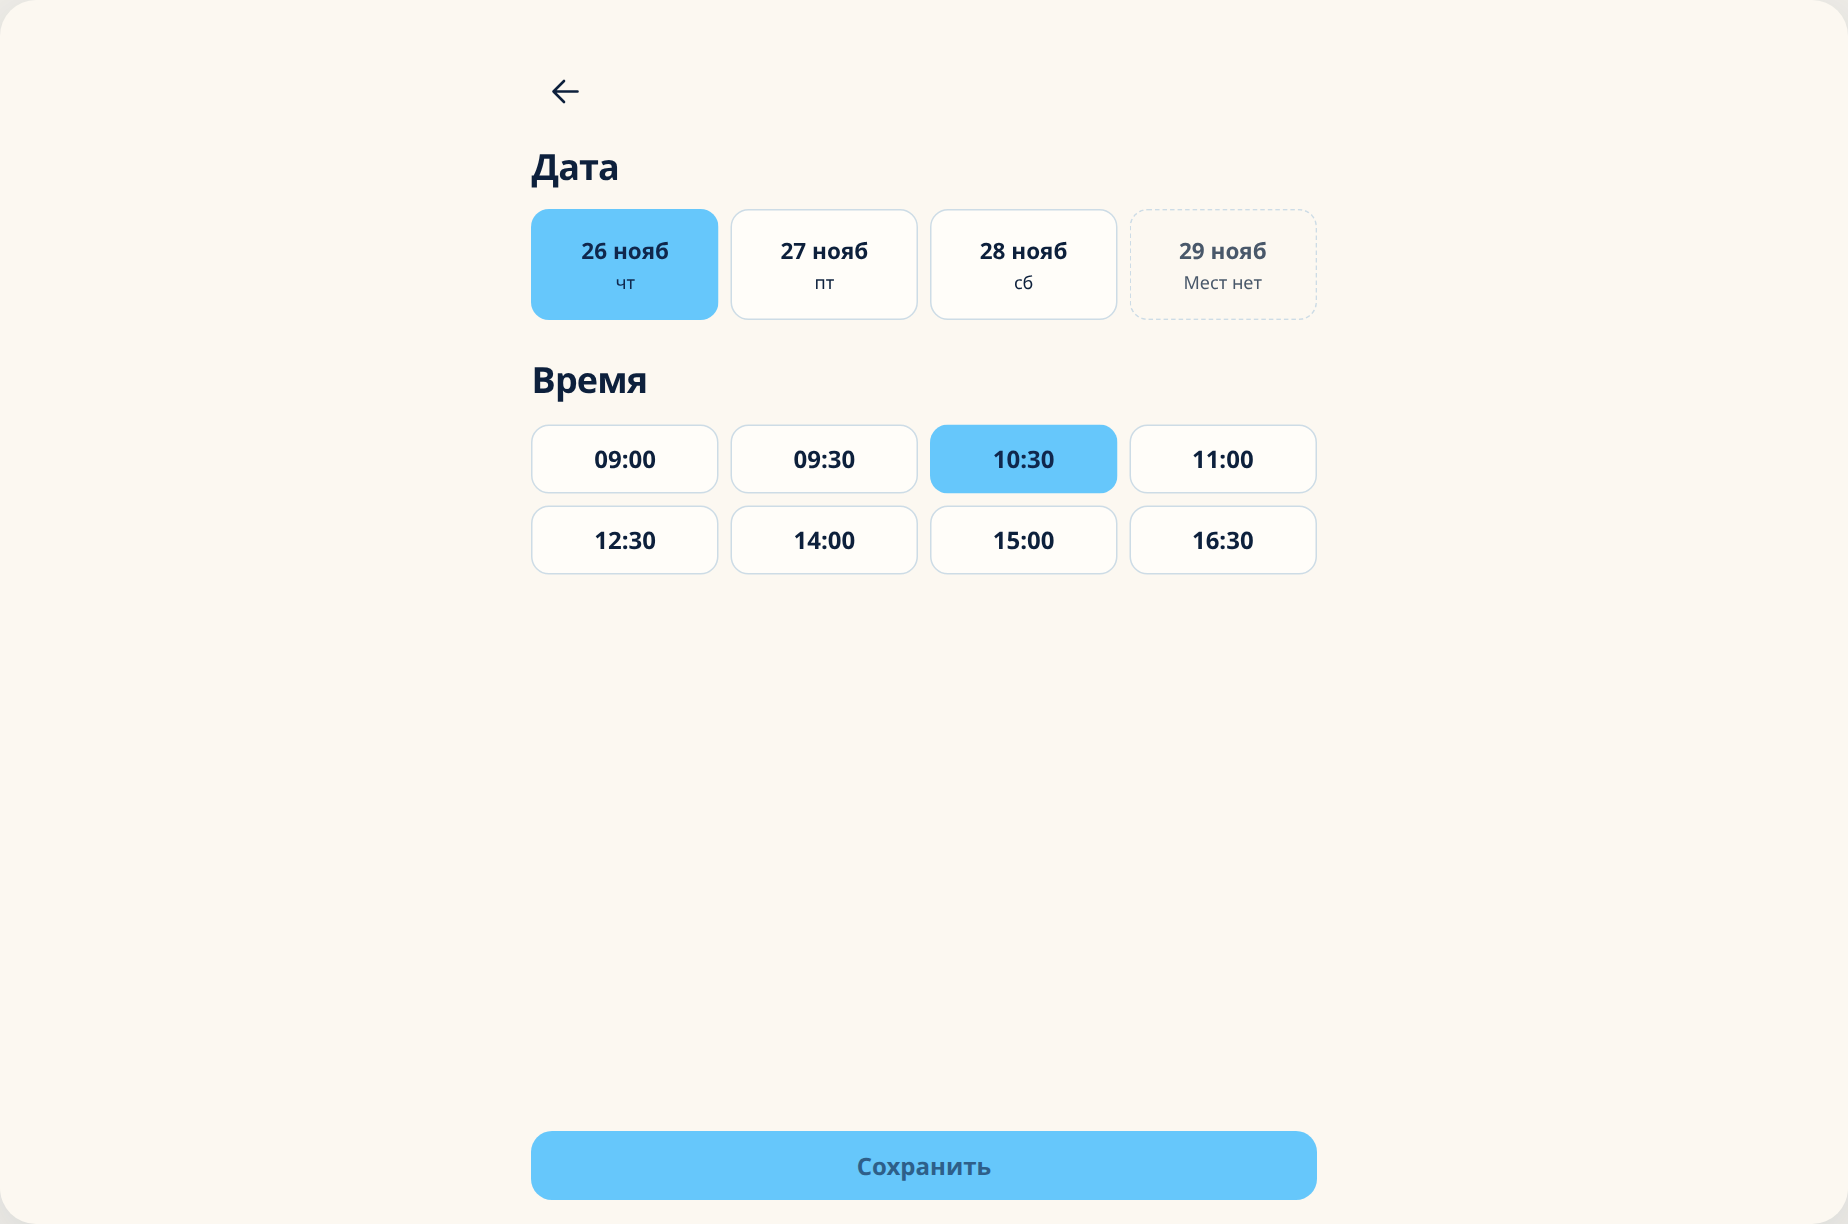 Дата
26 нояб
чт
27 нояб
пт
28 нояб
сб
29 нояб
Мест нет
Время
09:00
09:30
10:30
11:00
12:30
14:00
15:00
16:30
Сохранить